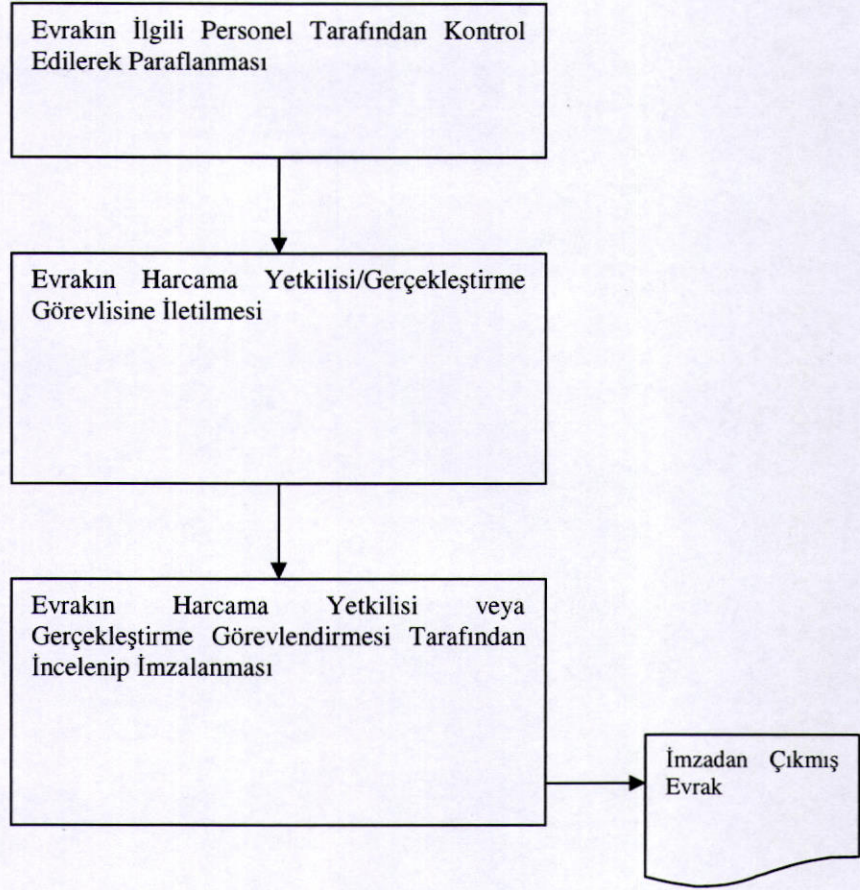 Evrakın İlgili Personel Tarafından Kontrol
Edilerek Paraflanması
Evrakın Harcama Yetkilisi/Gerçekleştirme
Görevlisine İletilmesi
Evrakın Harcama Yetkilisi veya
Gerçekleştirme Görevlendirmesi Tarafından
İncelenip İmzalanması
İmzadan Çıkmış
Evrak